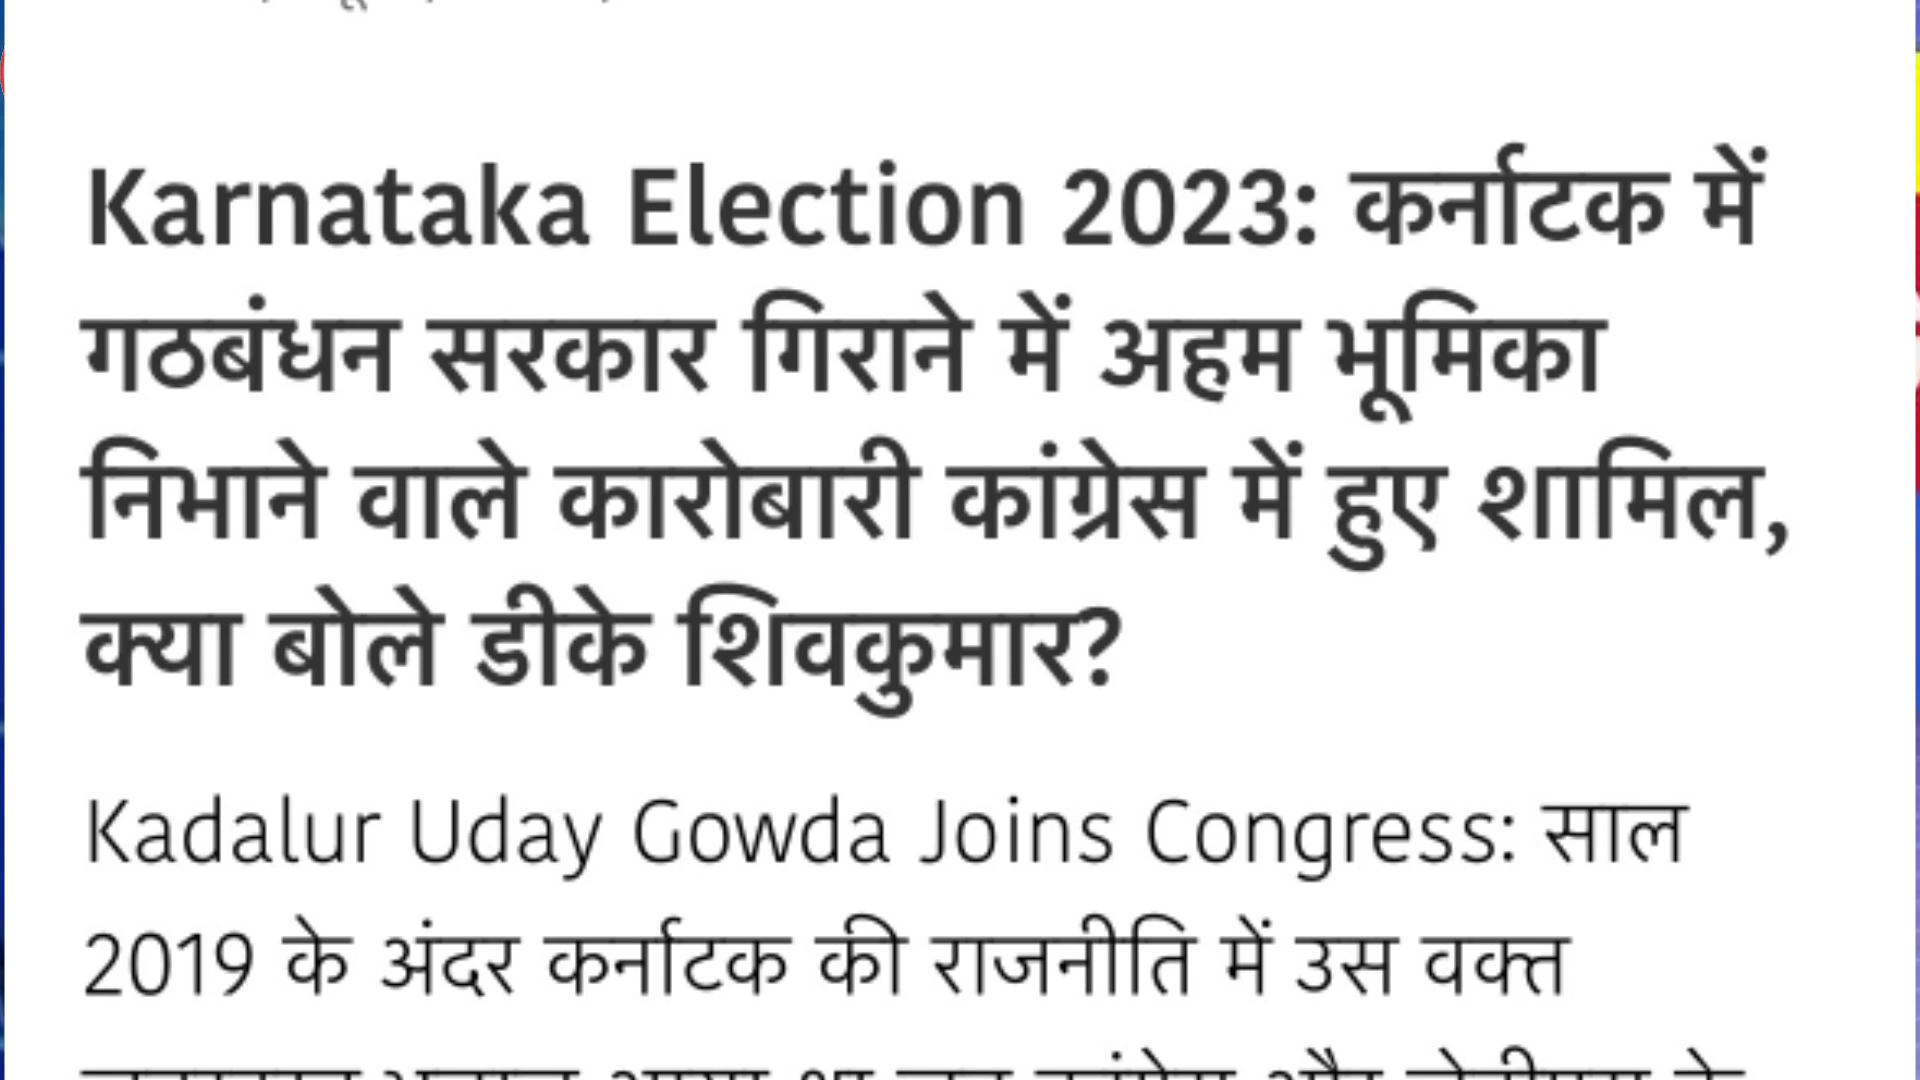 Karnataka Election 2023: कर्नाटक में
गठबंधन सरकार गिराने में अहम भूमिका
निभाने वाले कारोबारी कांग्रेस में हुए शामिल,
क्या बोले डीके शिवकुमार?
Kadalur Uday Gowda Joins Congress: साल
2019 के अंदर कर्नाटक की राजनीति में उस वक्त